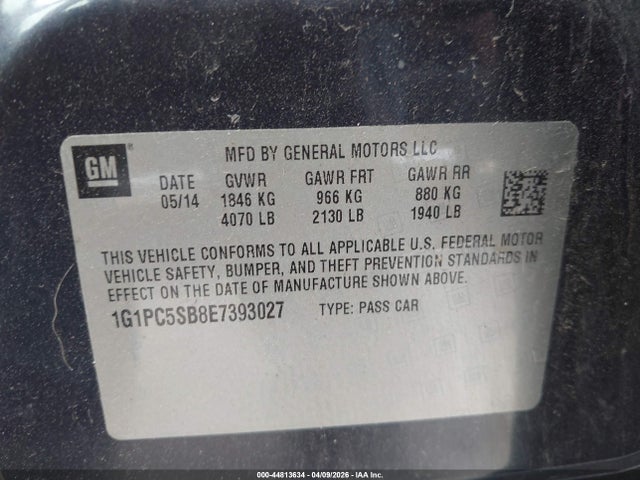 GM
MFD BY GENERAL MOTORS LLC
DATE GVWR GAWR FRT GAWR RR
05/14 1846 KG 966 KG 880 KG
4070 LB 2130 LB 1940 LB
THIS VEHICLE CONFORMS TO ALL APPLICABLE U.S. FEDERAL MOTOR
VEHICLE SAFETY, BUMPER, AND THEFT PREVENTION STANDARDS IN
EFFECT ON THE DATE OF MANUFACTURE SHOWN ABOVE.
1G1PC5SB8E7393027 TYPE: PASS CAR
000-44813634 - 04/09/2026 - IAA Inc.